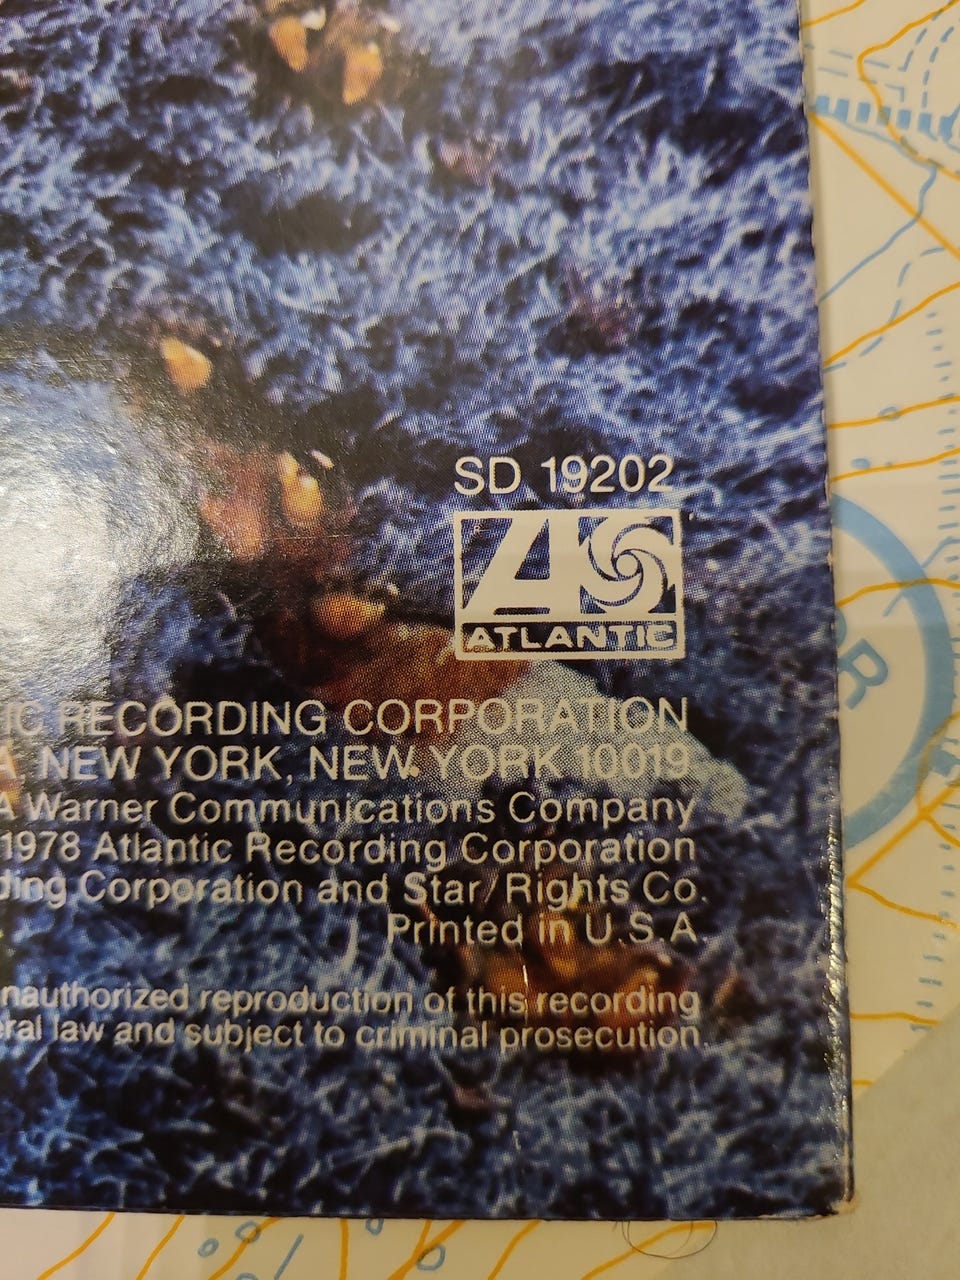 SD 19202
ATLANTIC
IC RECORDING CORPORATION
A, NEW YORK, NEW YORK 10019
A Warner Communications Company
1978 Atlantic Recording Corporation
ding Corporation and Star/Rights Co.
Printed in U.S.A.
nauthorized reproduction of this recording
eral law and subject to criminal prosecution.
OR